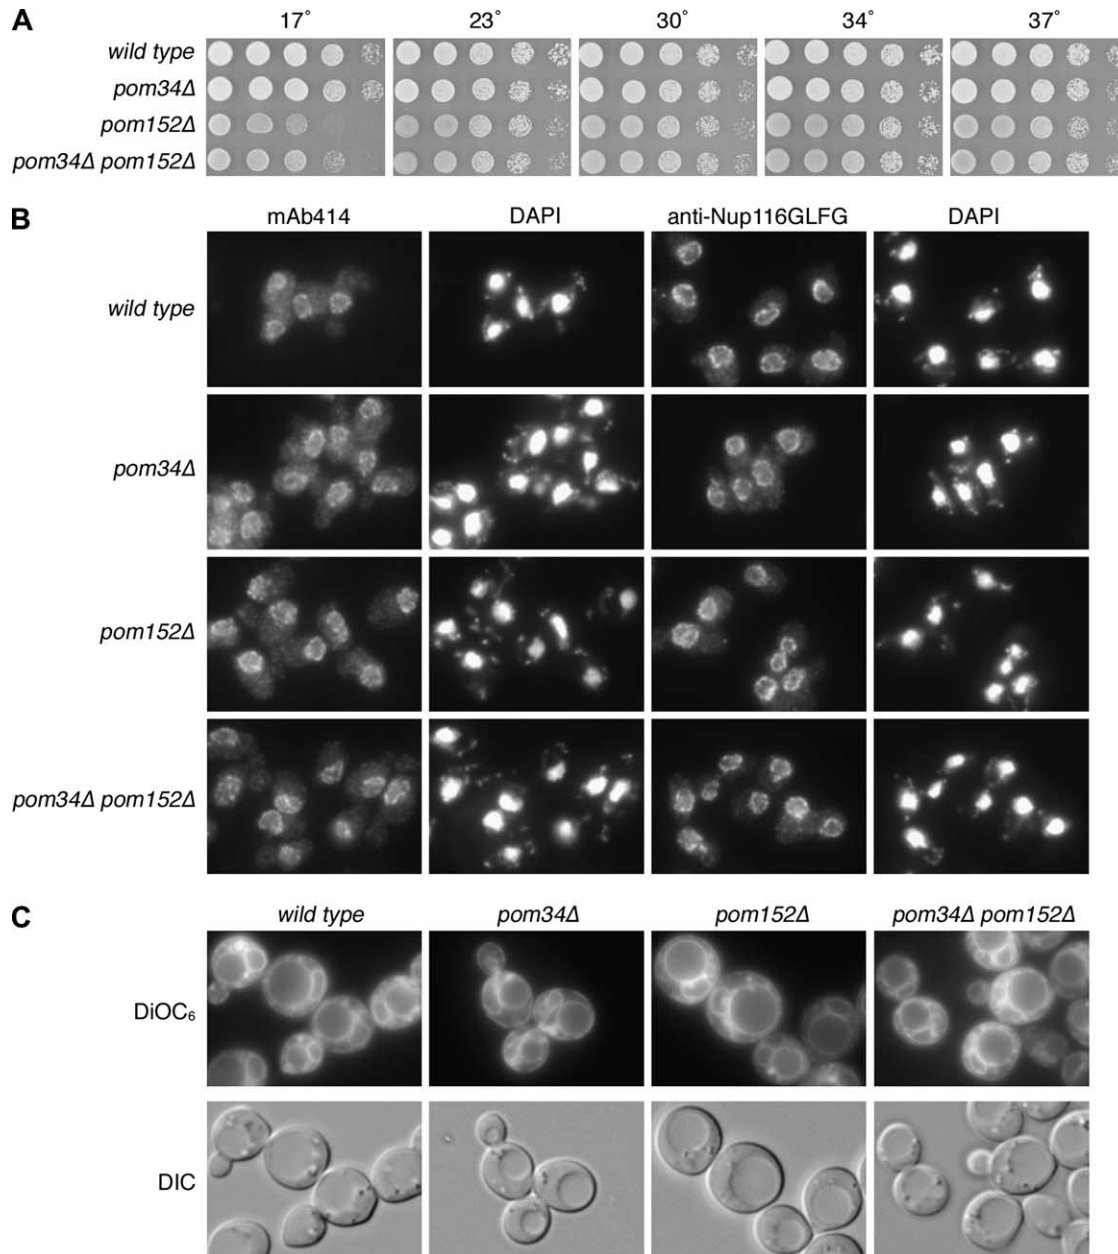 A
17° 23° 30° 34° 37°
wild type
pom34Δ
pom152Δ
pom34Δ pom152Δ
B
mAb414 DAPI anti-Nup116GLFG DAPI
wild type
pom34Δ
pom152Δ
pom34Δ pom152Δ
C
wild type pom34Δ pom152Δ pom34Δ pom152Δ
DiOC₆
DIC